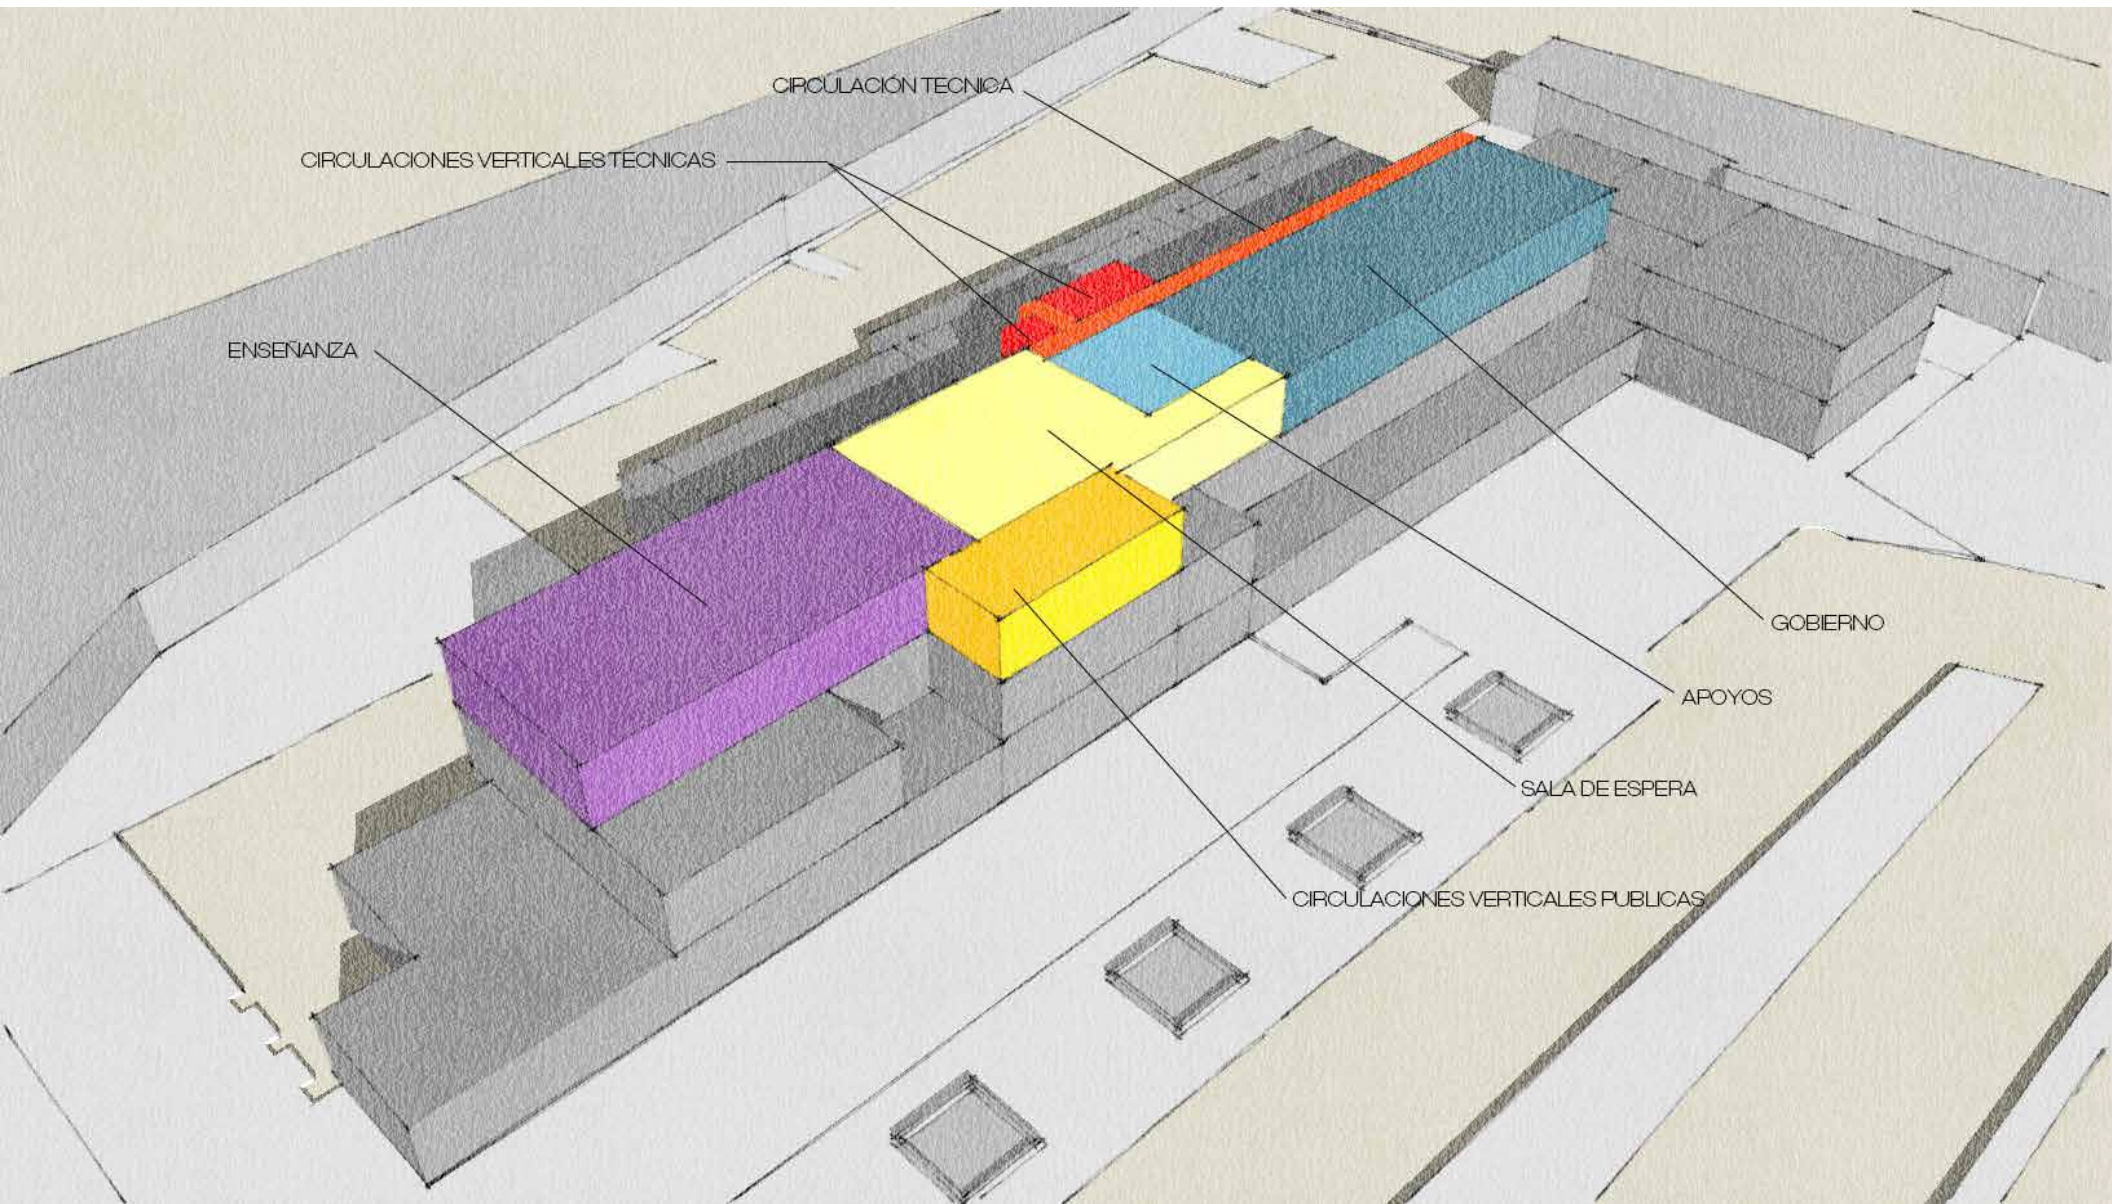 CIRCULACIÓN TECNICA
CIRCULACIONES VERTICALES TECNICAS
ENSEÑANZA
GOBIERNO
APOYOS
SALA DE ESPERA
CIRCULACIONES VERTICALES PUBLICAS